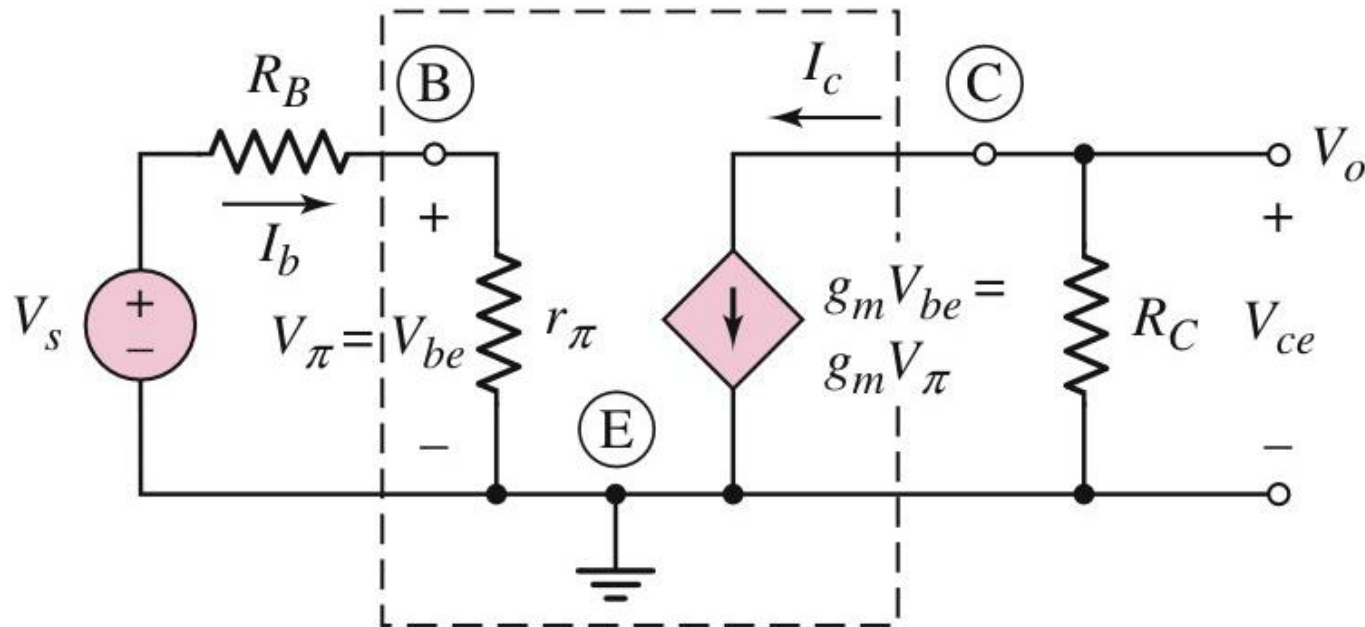 R_B
B
I_c
C
V_o
+
I_b
+
V_s
+
−
V_π = V_be
r_π
g_m V_be =
g_m V_π
R_C
V_ce
−
E
−